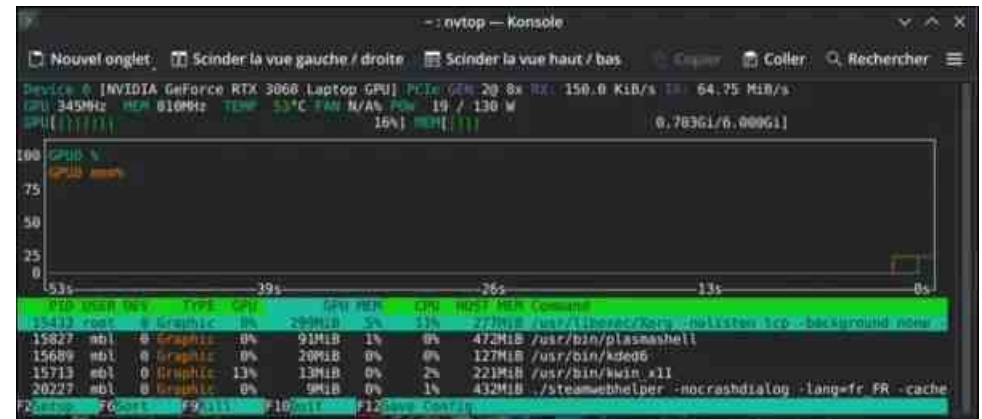 ~ : nvtop — Konsole
Nouvel onglet Scinder la vue gauche / droite Scinder la vue haut / bas Copier Coller Rechercher
Device 0 [NVIDIA GeForce RTX 3060 Laptop GPU] PCIe GEN 2@ 8x RX: 150.0 KiB/s TX: 64.75 MiB/s
GPU 345MHz MEM 810MHz TEMP 53°C FAN N/A% POW 19 / 130 W
GPU[||||||| 16%] MEM[|||| 0.783Gi/6.000Gi]
100 GPU0 %
GPU0 mem%
75
50
25
0
53s 39s 26s 13s 0s
PID USER DEV TYPE GPU GPU MEM CPU HOST MEM Command
15433 root 0 Graphic 0% 299MiB 5% 11% 277MiB /usr/libexec/Xorg -nolisten tcp -background none -
15827 mbl 0 Graphic 0% 91MiB 1% 0% 472MiB /usr/bin/plasmashell
15689 mbl 0 Graphic 0% 20MiB 0% 0% 127MiB /usr/bin/kded6
15713 mbl 0 Graphic 13% 13MiB 0% 2% 221MiB /usr/bin/kwin_x11
20227 mbl 0 Graphic 0% 9MiB 0% 1% 432MiB ./steamwebhelper -nocrashdialog -lang=fr_FR -cache
F2Setup F6Sort F9Kill F10Quit F12Save Config